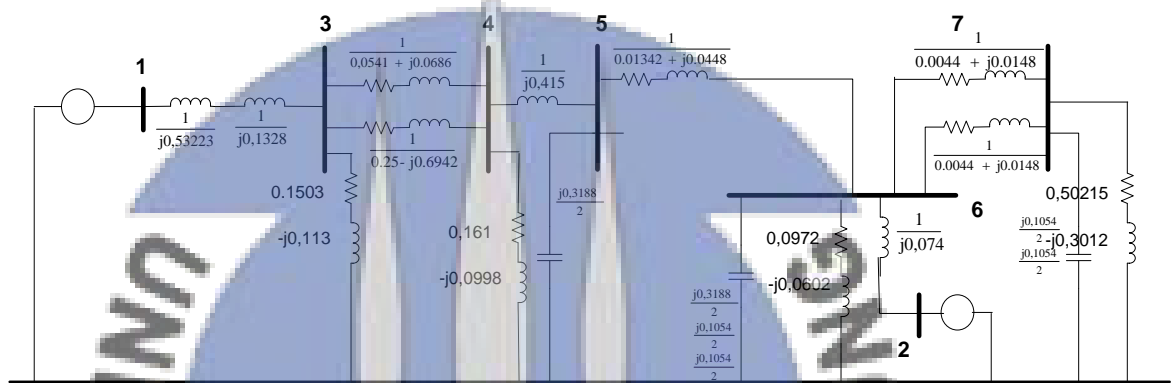 3
4
5
7
1
1
0,0541 + j0.0686
1
j0,415
1
0.01342 + j0.0448
1
0.0044 + j0.0148
1
j0,53223
1
j0,1328
1
0.25- j0.6942
1
0.0044 + j0.0148
0.1503
-j0,113
0,161
-j0,0998
j0,3188
2
0,0972
-j0,0602
1
j0,074
6
0,50215
-j0,3012
j0,1054
2
j0,1054
2
j0,3188
2
j0,1054
2
j0,1054
2
2
UNI
NG